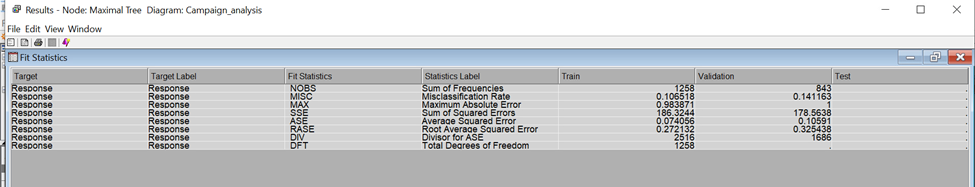 Results - Node: Maximal Tree Diagram: Campaign_analysis
File Edit View Window
Fit Statistics
Target Target Label Fit Statistics Statistics Label Train Validation Test
Response Response NOBS Sum of Frequencies 1258 843 .
Response Response MISC Misclassification Rate 0.106518 0.141163 .
Response Response MAX Maximum Absolute Error 0.983871 1 .
Response Response SSE Sum of Squared Errors 186.3244 178.5638 .
Response Response ASE Average Squared Error 0.074056 0.10591 .
Response Response RASE Root Average Squared Error 0.272132 0.325438 .
Response Response DIV Divisor for ASE 2516 1686 .
Response Response DFT Total Degrees of Freedom 1258 . .